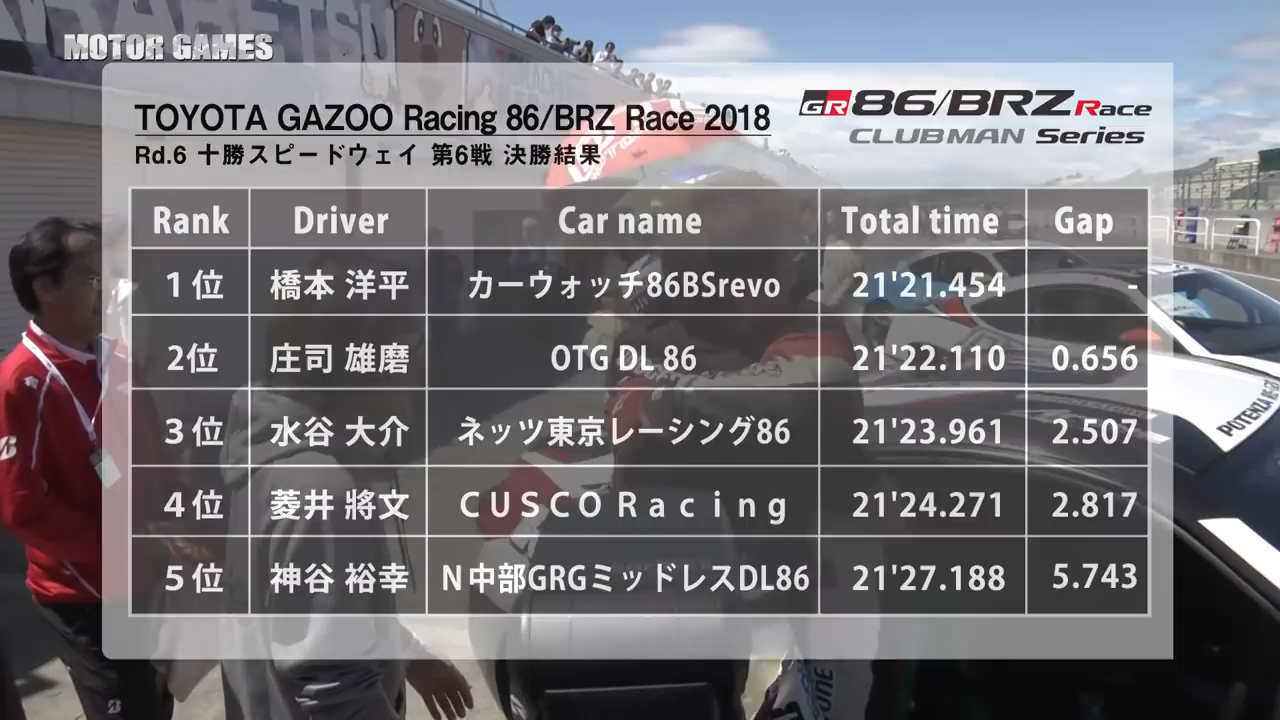 MOTOR GAMES
TOYOTA GAZOO Racing 86/BRZ Race 2018
GR 86/BRZ Race
CLUBMAN Series
Rd.6 十勝スピードウェイ 第6戦 決勝結果
Rank Driver Car name Total time Gap
1位 橋本 洋平 カーウォッチ86BSrevo 21'21.454 -
2位 庄司 雄磨 OTG DL 86 21'22.110 0.656
3位 水谷 大介 ネッツ東京レーシング86 21'23.961 2.507
4位 菱井 將文 CUSCO Racing 21'24.271 2.817
5位 神谷 裕幸 N中部GRGミッドレスDL86 21'27.188 5.743
POTENZA